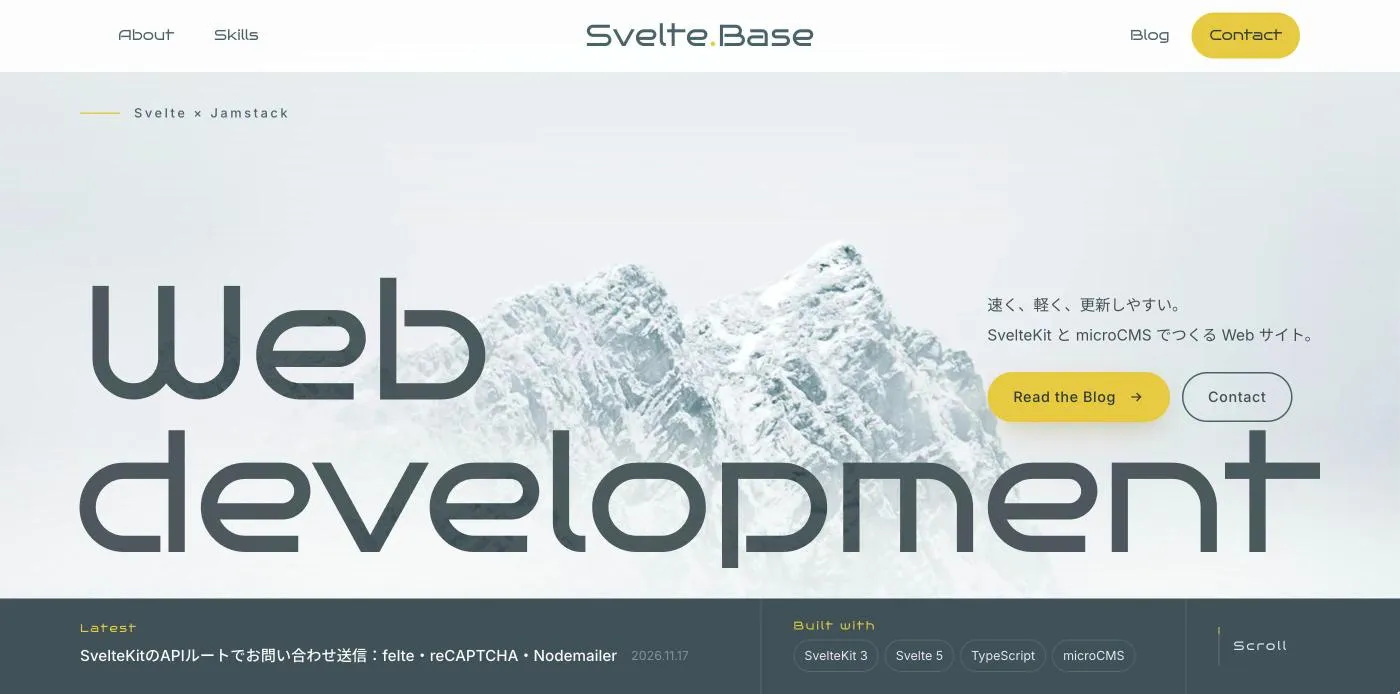 About
Skills
Svelte.Base
Blog
Contact
Svelte × Jamstack
Web
development
速く、軽く、更新しやすい。
SvelteKit と microCMS でつくる Web サイト。
Read the Blog →
Contact
Latest
SvelteKitのAPIルートでお問い合わせ送信：felte・reCAPTCHA・Nodemailer 2026.11.17
Built with
SvelteKit 3
Svelte 5
TypeScript
microCMS
Scroll